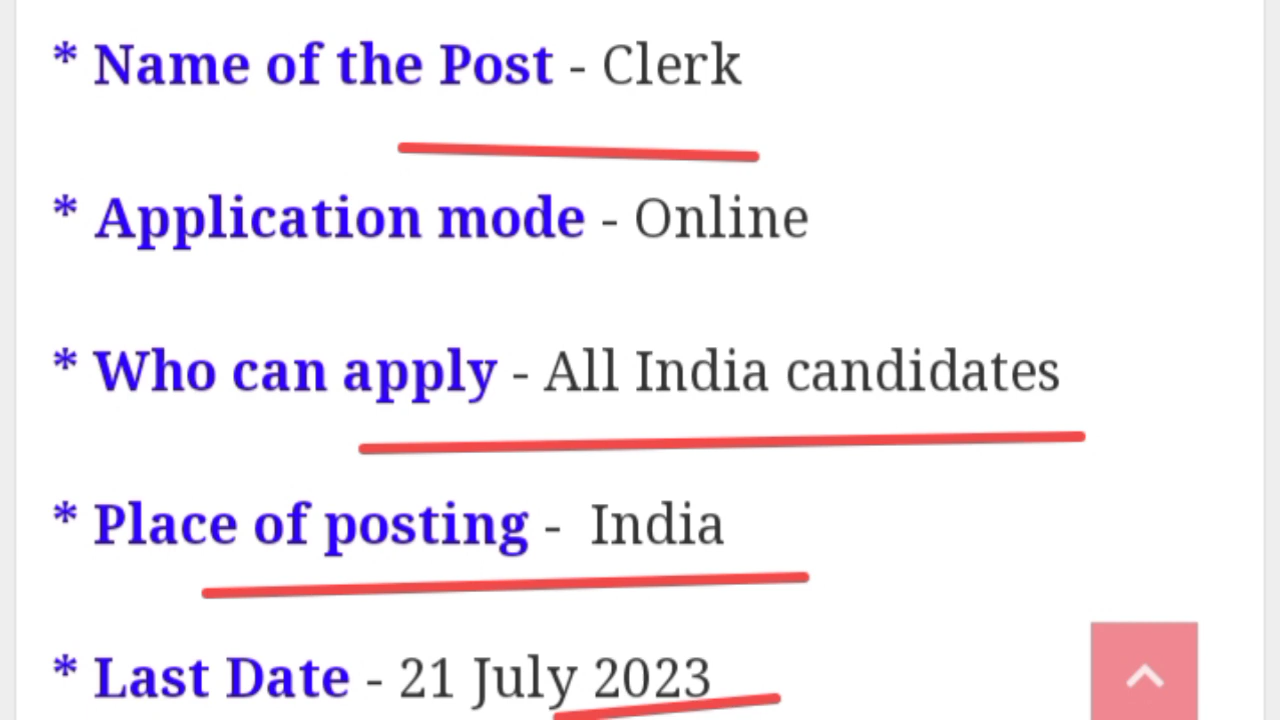 * Name of the Post - Clerk
* Application mode - Online
* Who can apply - All India candidates
* Place of posting - India
* Last Date - 21 July 2023